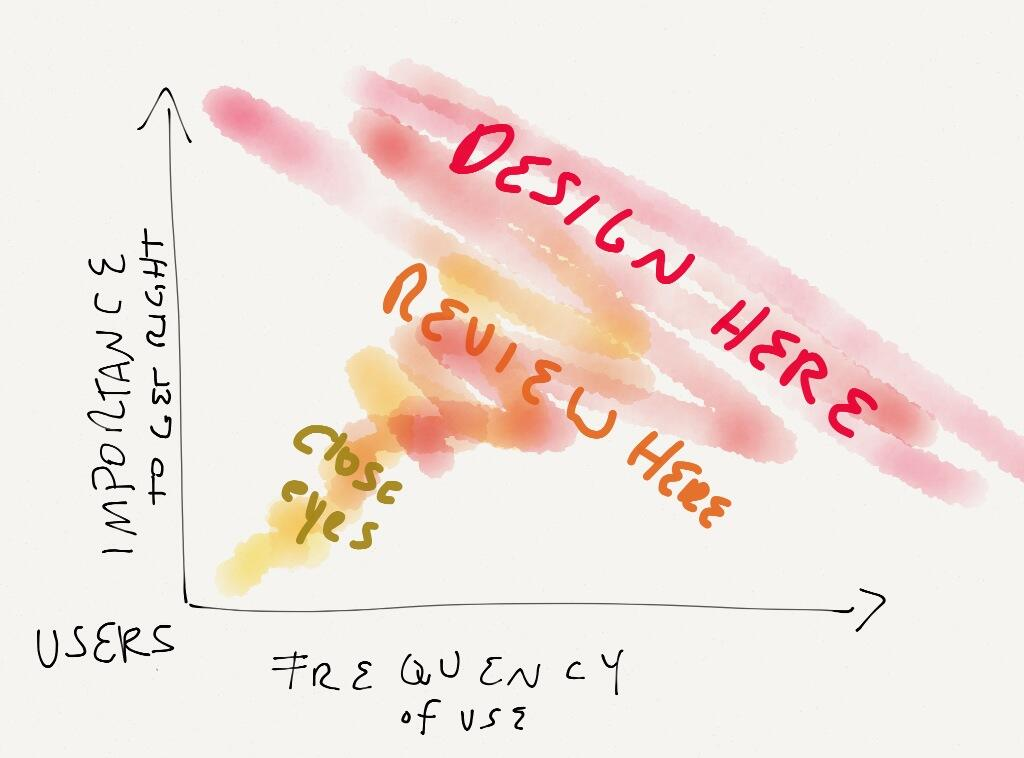 DESIGN HERE
REVIEW HERE
Close
eyes
IMPORTANCE
TO GET RIGHT
USERS
FREQUENCY
of USE